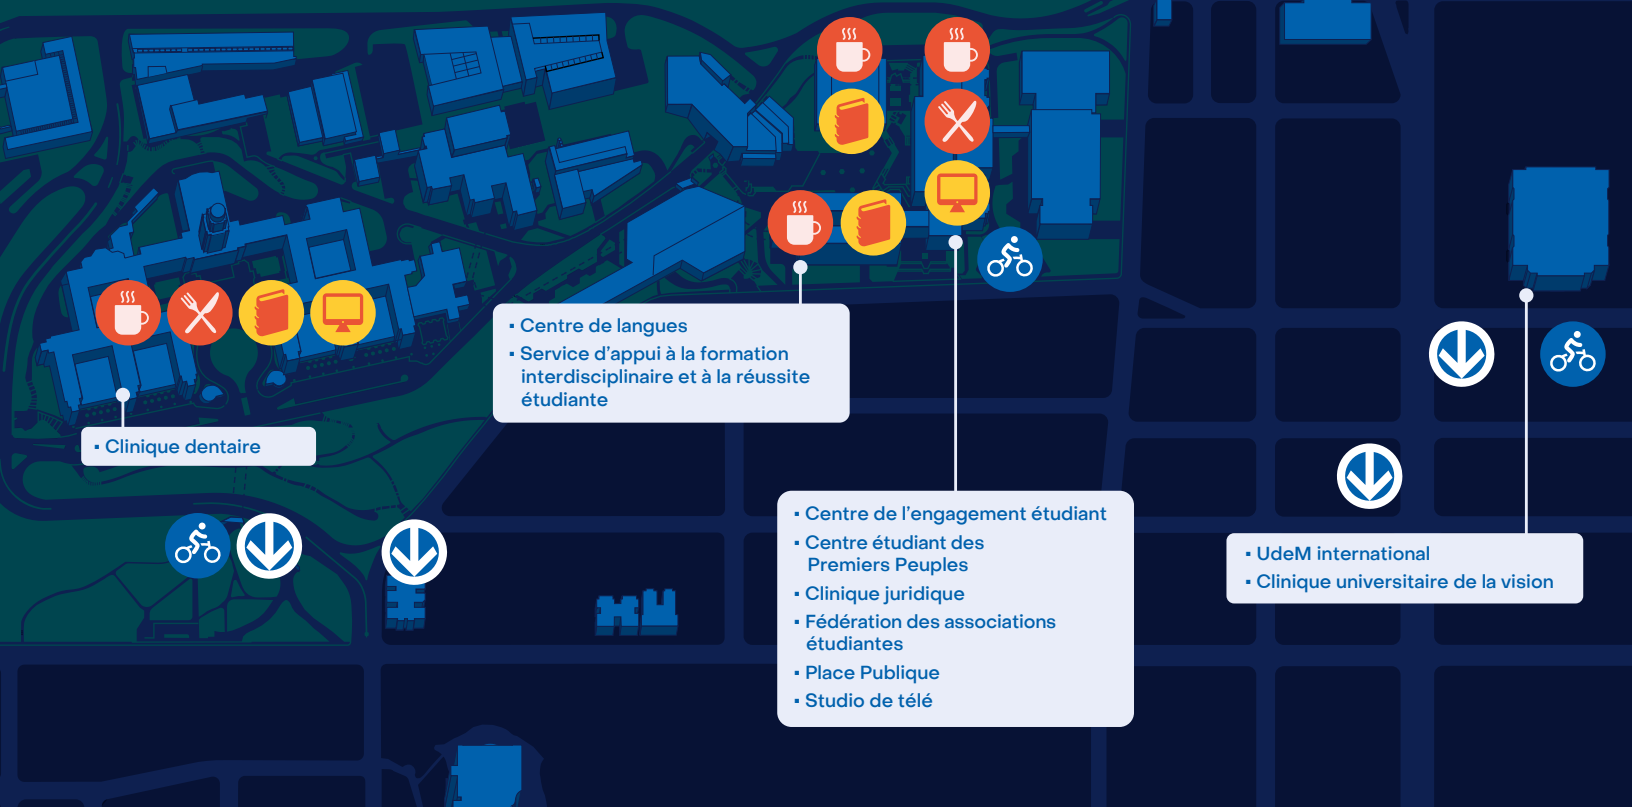 ▪ Centre de langues
▪ Service d’appui à la formation
interdisciplinaire et à la réussite
étudiante
▪ Clinique dentaire
▪ Centre de l’engagement étudiant
▪ Centre étudiant des
Premiers Peuples
▪ Clinique juridique
▪ Fédération des associations
étudiantes
▪ Place Publique
▪ Studio de télé
▪ UdeM international
▪ Clinique universitaire de la vision